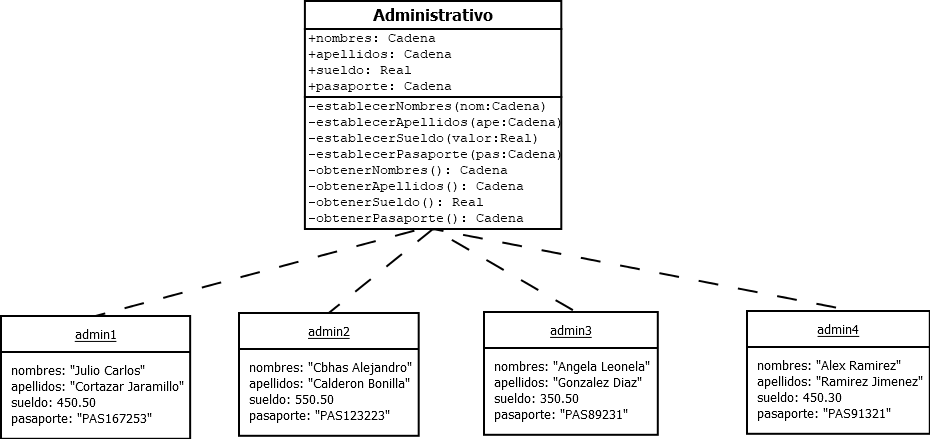 Administrativo
+nombres: Cadena
+apellidos: Cadena
+sueldo: Real
+pasaporte: Cadena
-establecerNombres(nom:Cadena)
-establecerApellidos(ape:Cadena)
-establecerSueldo(valor:Real)
-establecerPasaporte(pas:Cadena)
-obtenerNombres(): Cadena
-obtenerApellidos(): Cadena
-obtenerSueldo(): Real
-obtenerPasaporte(): Cadena
admin1
nombres: "Julio Carlos"
apellidos: "Cortazar Jaramillo"
sueldo: 450.50
pasaporte: "PAS167253"
admin2
nombres: "Cbhas Alejandro"
apellidos: "Calderon Bonilla"
sueldo: 550.50
pasaporte: "PAS123223"
admin3
nombres: "Angela Leonela"
apellidos: "Gonzalez Diaz"
sueldo: 350.50
pasaporte: "PAS89231"
admin4
nombres: "Alex Ramirez"
apellidos: "Ramirez Jimenez"
sueldo: 450.30
pasaporte: "PAS91321"